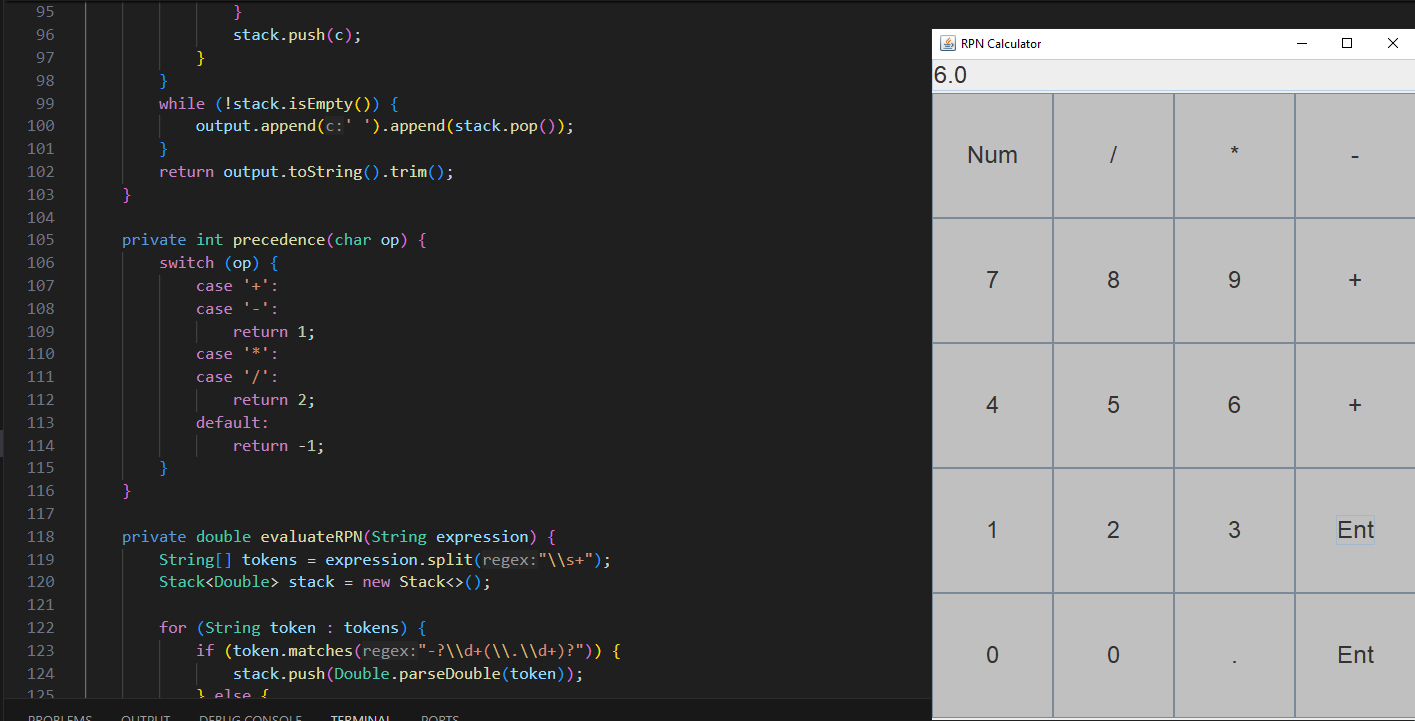 95 }
96 stack.push(c);
97 }
98 }
99 while (!stack.isEmpty()) {
100 output.append(c:' ').append(stack.pop());
101 }
102 return output.toString().trim();
103 }
104
105 private int precedence(char op) {
106 switch (op) {
107 case '+':
108 case '-':
109 return 1;
110 case '*':
111 case '/':
112 return 2;
113 default:
114 return -1;
115 }
116 }
117
118 private double evaluateRPN(String expression) {
119 String[] tokens = expression.split(regex:"\\s+");
120 Stack<Double> stack = new Stack<>();
121
122 for (String token : tokens) {
123 if (token.matches(regex:"-?\\d+(\\.\\d+)?")) {
124 stack.push(Double.parseDouble(token));
125 } else {
PROBLEMS OUTPUT DEBUG CONSOLE TERMINAL PORTS
RPN Calculator
6.0
Num / * -
7 8 9 +
4 5 6 +
1 2 3 Ent
0 0 . Ent